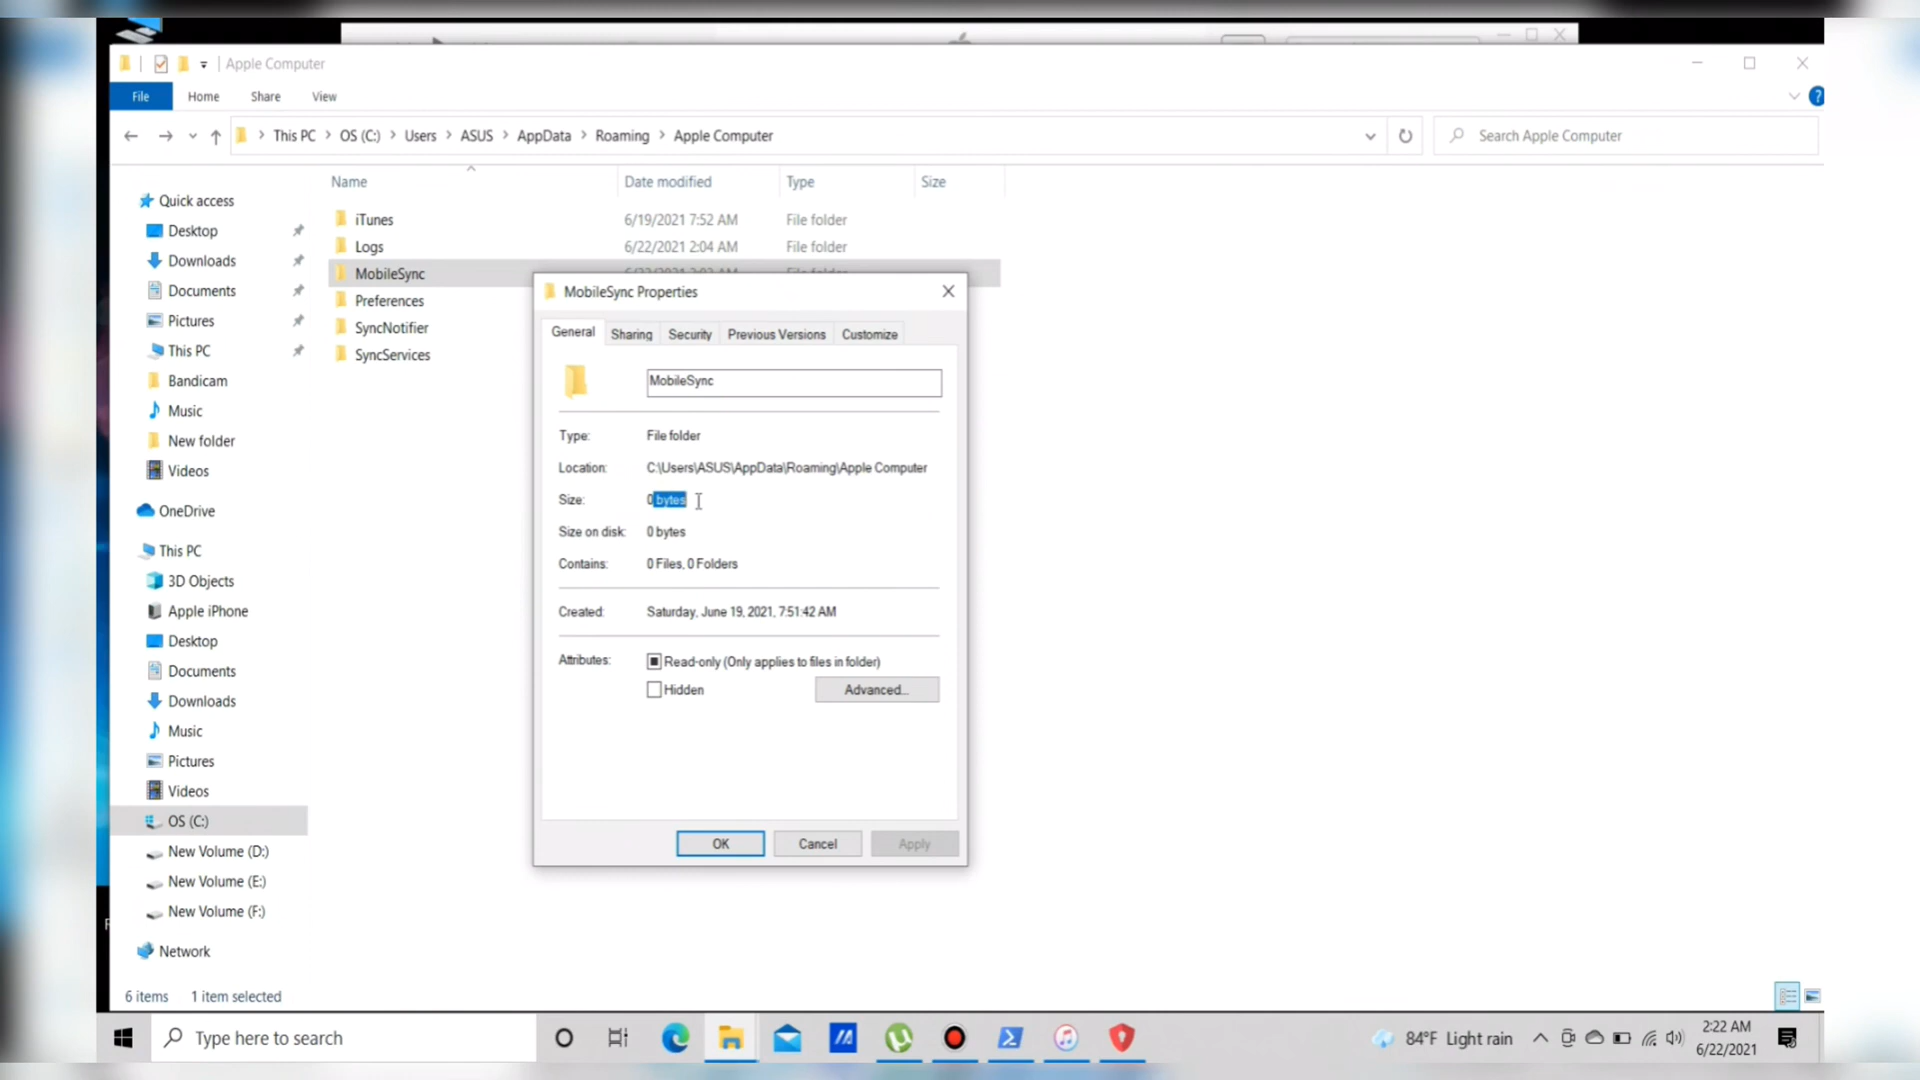 Apple Computer
File Home Share View
This PC OS (C:) Users ASUS AppData Roaming Apple Computer
Search Apple Computer
Name Date modified Type Size
iTunes 6/19/2021 7:52 AM File folder
Logs 6/22/2021 2:04 AM File folder
MobileSync
Preferences
SyncNotifier
SyncServices
Quick access
Desktop
Downloads
Documents
Pictures
This PC
Bandicam
Music
New folder
Videos
OneDrive
This PC
3D Objects
Apple iPhone
Desktop
Documents
Downloads
Music
Pictures
Videos
OS (C:)
New Volume (D:)
New Volume (E:)
New Volume (F:)
Network
MobileSync Properties
General Sharing Security Previous Versions Customize
MobileSync
Type: File folder
Location: C:\Users\ASUS\AppData\Roaming\Apple Computer
Size: 0 bytes
Size on disk: 0 bytes
Contains: 0 Files, 0 Folders
Created: Saturday, June 19, 2021, 7:51:42 AM
Attributes: Read-only (Only applies to files in folder)
Hidden Advanced...
OK Cancel Apply
6 items 1 item selected
Type here to search
84°F Light rain
2:22 AM
6/22/2021